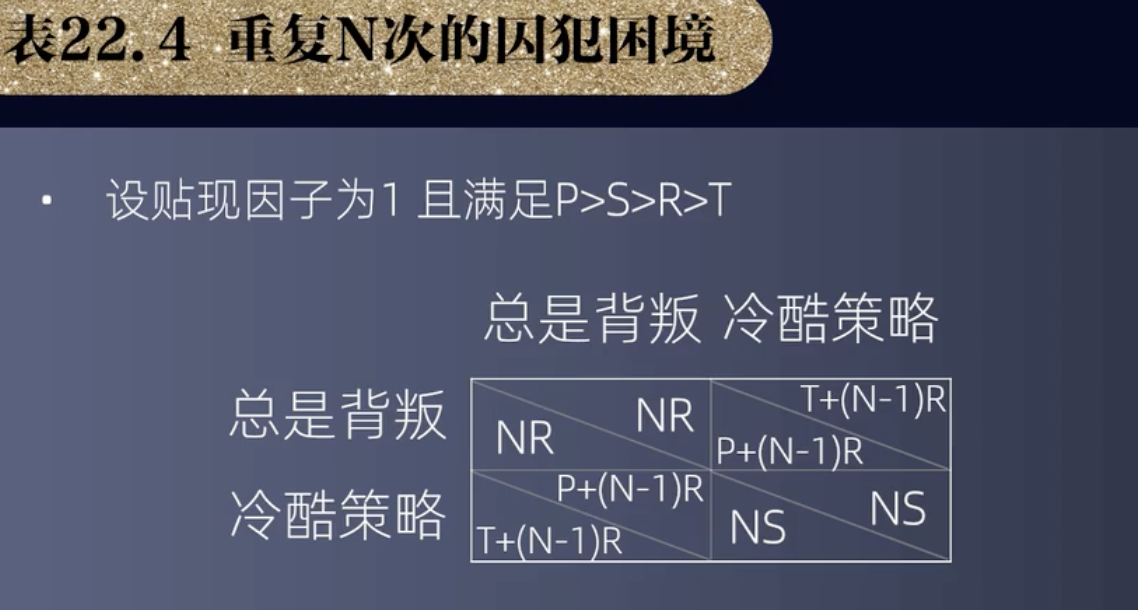 表22.4 重复N次的囚犯困境
· 设贴现因子为1 且满足P>S>R>T
总是背叛 冷酷策略
总是背叛
NR
NR
T+(N-1)R
P+(N-1)R
冷酷策略
P+(N-1)R
T+(N-1)R
NS
NS